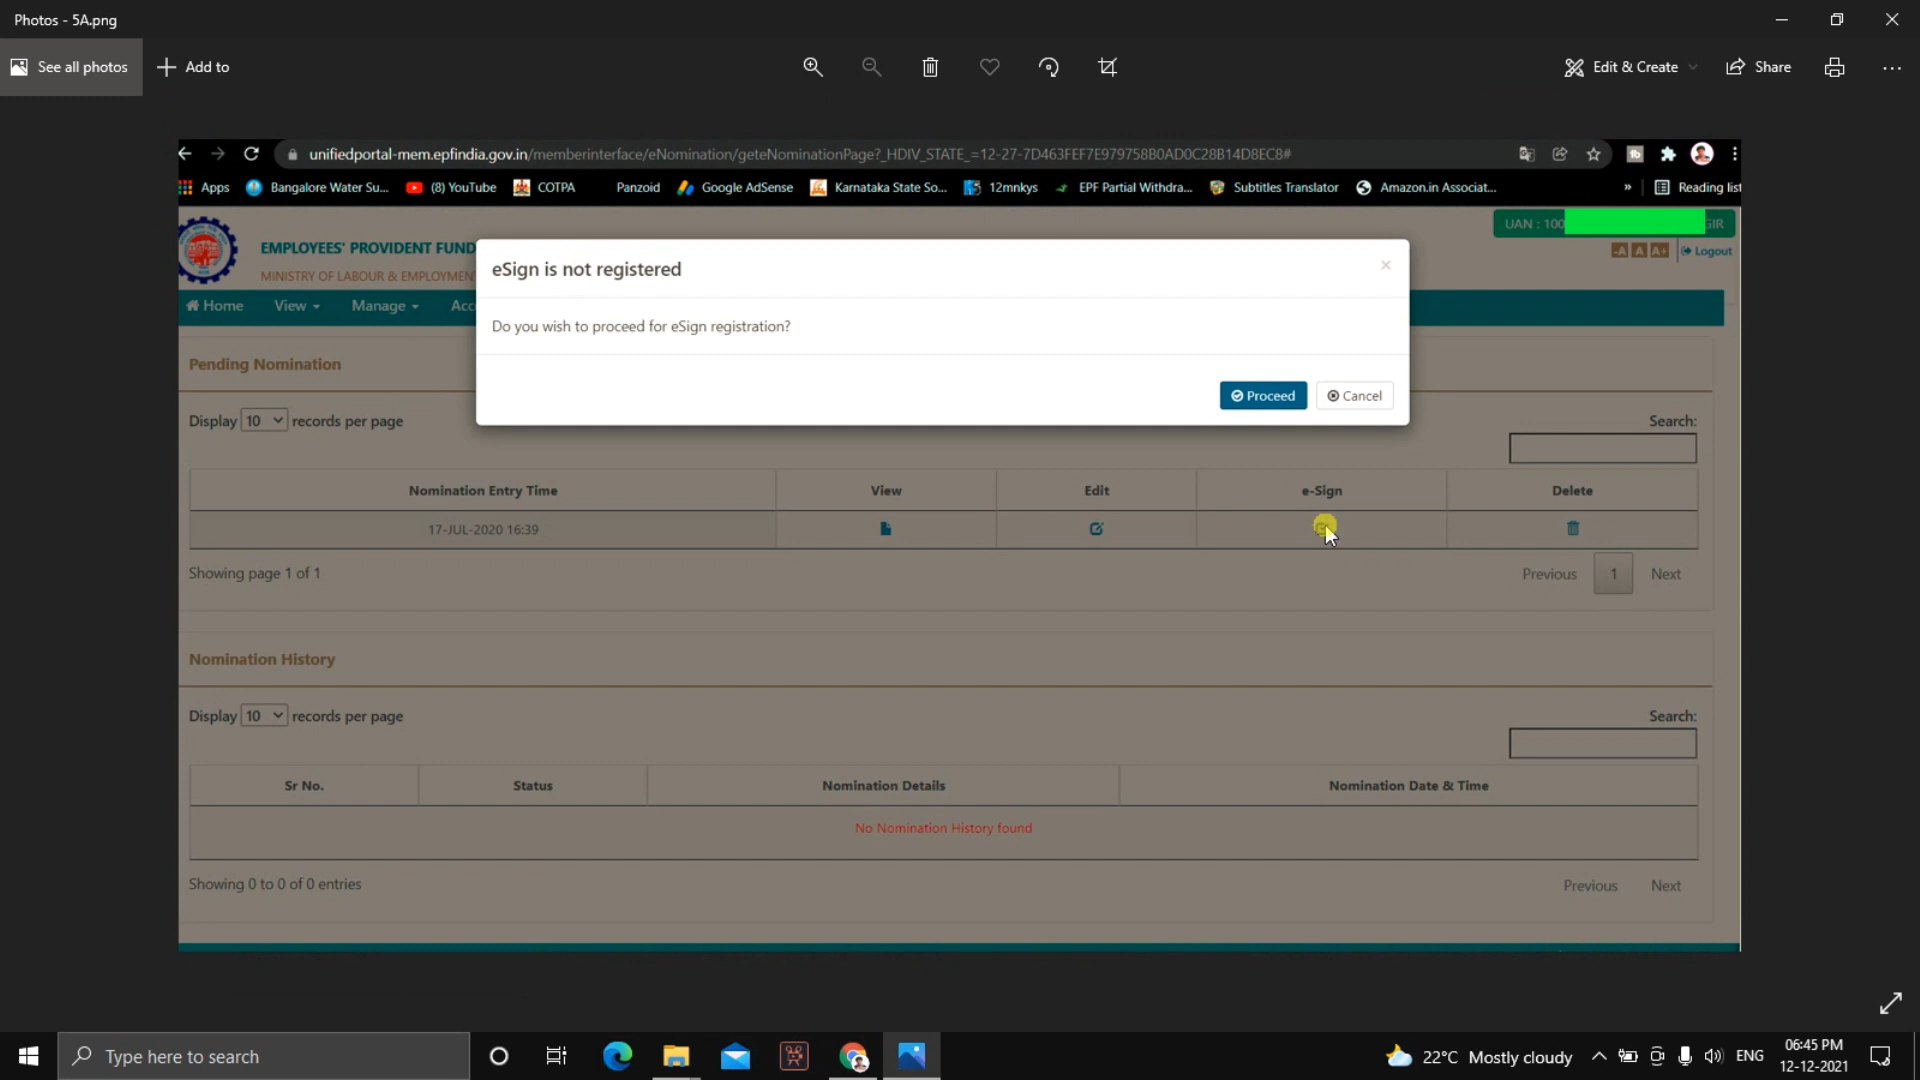 Photos - 5A.png
See all photos
Add to
Edit & Create
Share
unifiedportal-mem.epfindia.gov.in/memberinterface/eNomination/geteNominationPage?_HDIV_STATE_=12-27-7D463FEF7E979758B0AD0C28B14D8EC8#
Apps Bangalore Water Su... (8) YouTube COTPA Panzoid Google AdSense Karnataka State So... 12mnkys EPF Partial Withdra... Subtitles Translator Amazon.in Associat... » Reading list
UAN : 100 GIR
EMPLOYEES' PROVIDENT FUND
MINISTRY OF LABOUR & EMPLOYMEN
-A A A+ Logout
Home View Manage Acc
eSign is not registered ×
Do you wish to proceed for eSign registration?
Proceed Cancel
Pending Nomination
Display 10 records per page Search:
Nomination Entry Time View Edit e-Sign Delete
17-JUL-2020 16:39
Showing page 1 of 1 Previous 1 Next
Nomination History
Display 10 records per page Search:
Sr No. Status Nomination Details Nomination Date & Time
No Nomination History found
Showing 0 to 0 of 0 entries Previous Next
Type here to search
22°C Mostly cloudy
ENG
06:45 PM
12-12-2021